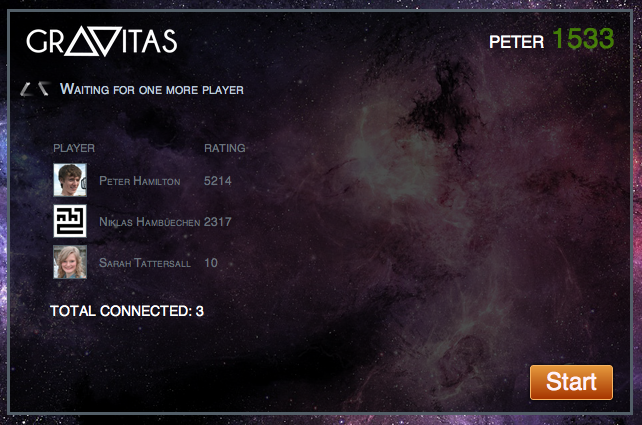 GRAVITAS
PETER 1533
Waiting for one more player
PLAYER RATING
Peter Hamilton 5214
Niklas Hambüechen 2317
Sarah Tattersall 10
TOTAL CONNECTED: 3
Start